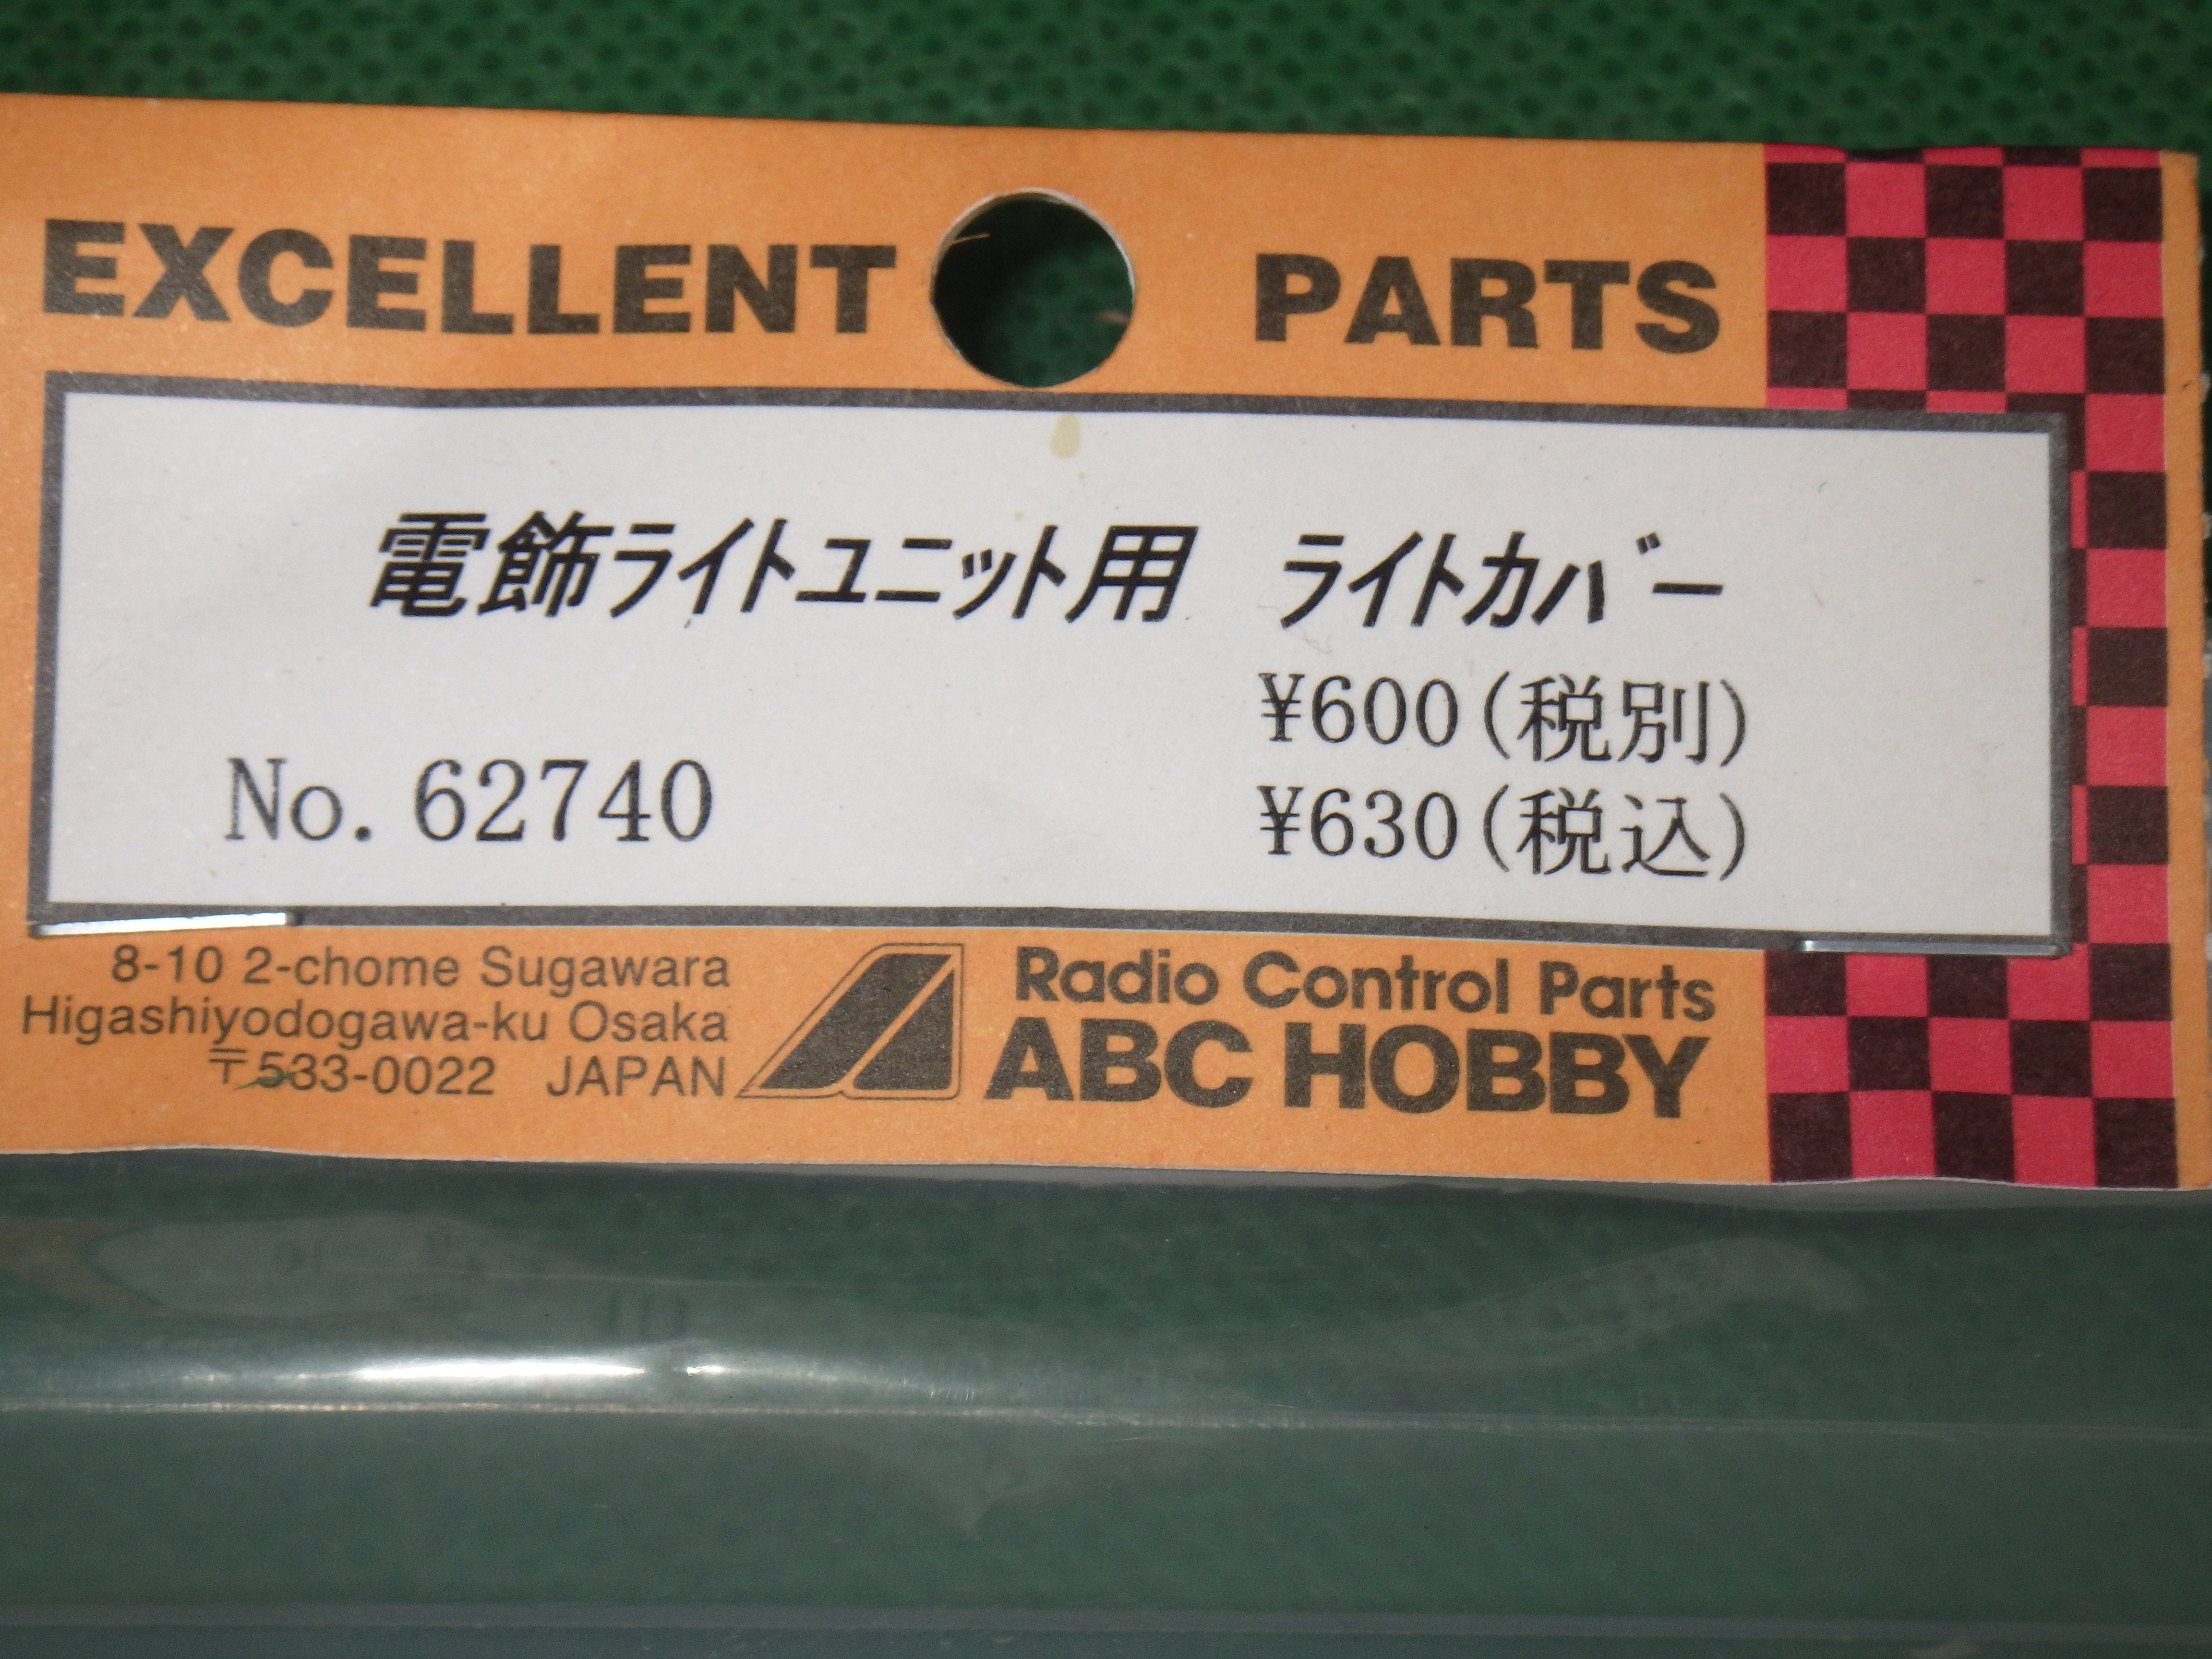 EXCELLENT PARTS
電飾ﾗｲﾄﾕﾆｯﾄ用 ﾗｲﾄｶﾊﾞｰ
¥600(税別)
No.62740
¥630(税込)
8-10 2-chome Sugawara
Higashiyodogawa-ku Osaka
〒533-0022 JAPAN
Radio Control Parts
ABC HOBBY